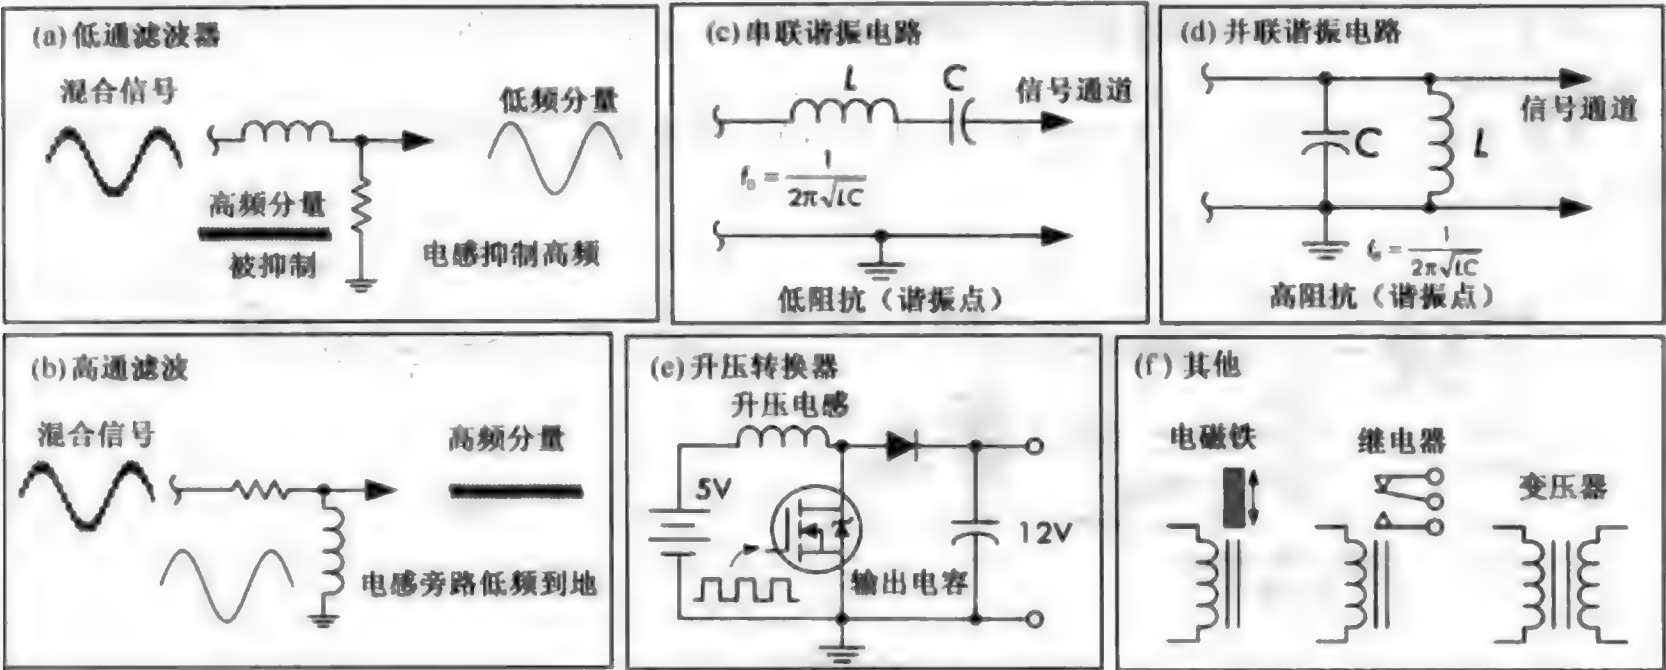 (a)低通滤波器
混合信号
低频分量
高频分量
被抑制
电感抑制高频
(c)串联谐振电路
L
C
信号通道
f₀ = 1/(2π√LC)
低阻抗（谐振点）
(d)并联谐振电路
信号通道
C
L
f₀ = 1/(2π√LC)
高阻抗（谐振点）
(b)高通滤波
混合信号
高频分量
电感旁路低频到地
(e)升压转换器
升压电感
5V
12V
输出电容
(f)其他
电磁铁
继电器
变压器